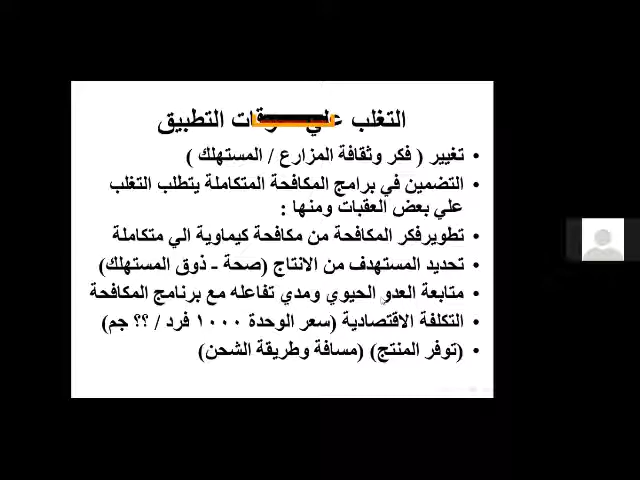 التغلب علي معوقات التطبيق
• تغيير ( فكر وثقافة المزارع / المستهلك )
• التضمين في برامج المكافحة المتكاملة يتطلب التغلب
علي بعض العقبات ومنها :
• تطويرفكر المكافحة من مكافحة كيماوية الي متكاملة
• تحديد المستهدف من الانتاج (صحة - ذوق المستهلك)
• متابعة العدو الحيوي ومدي تفاعله مع برنامج المكافحة
• التكلفة الاقتصادية (سعر الوحدة ١٠٠٠ فرد / ؟؟ جم)
• (توفر المنتج) (مسافة وطريقة الشحن)